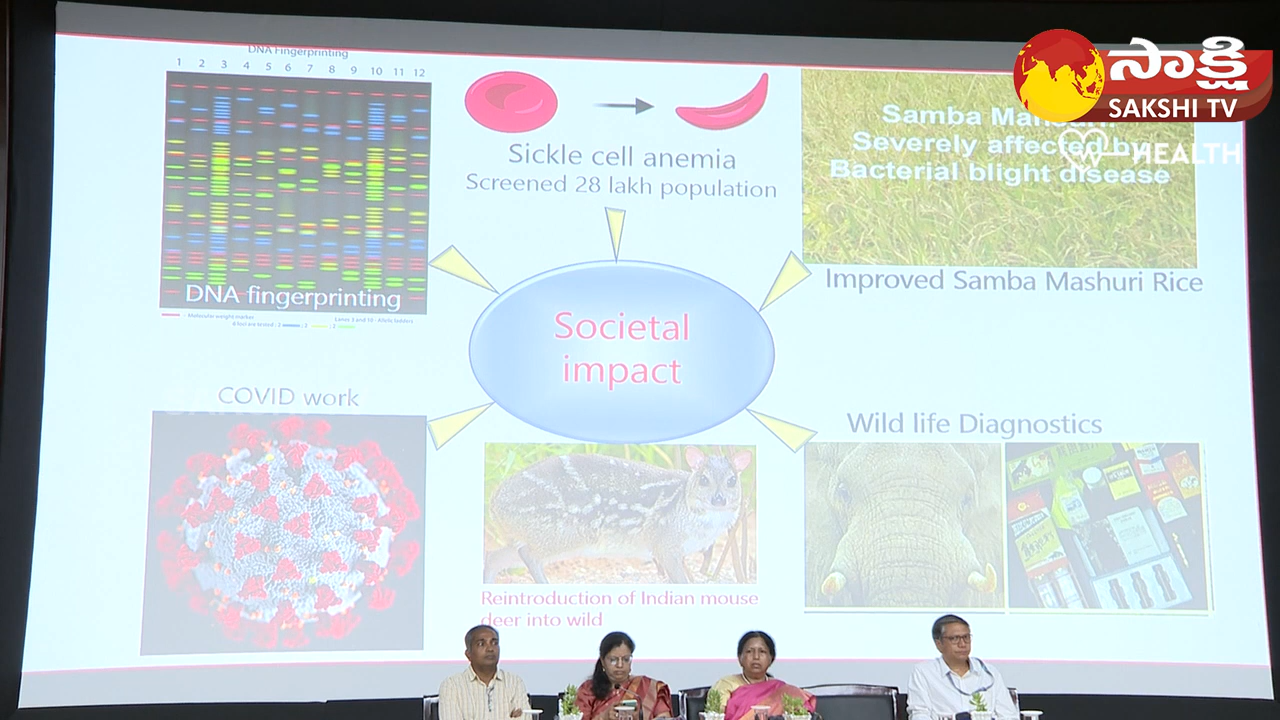 DNA Fingerprinting
1 2 3 4 5 6 7 8 9 10 11 12
DNA fingerprinting
Sickle cell anemia
Screened 28 lakh population
సాక్షి
SAKSHI TV
HEALTH
Samba
Severely affected by
Bacterial blight disease
Improved Samba Mashuri Rice
Societal
impact
COVID work
Reintroduction of Indian mouse
deer into wild
Wild life Diagnostics